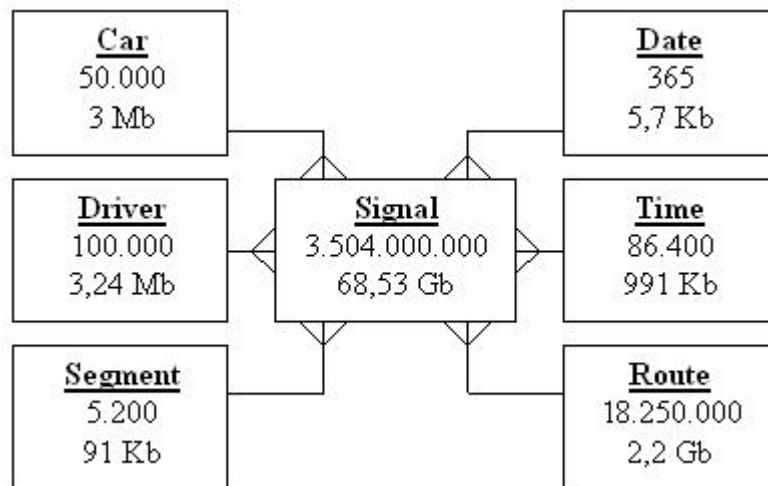 Car
50.000
3 Mb
Date
365
5,7 Kb
Driver
100.000
3,24 Mb
Signal
3.504.000.000
68,53 Gb
Time
86.400
991 Kb
Segment
5.200
91 Kb
Route
18.250.000
2,2 Gb